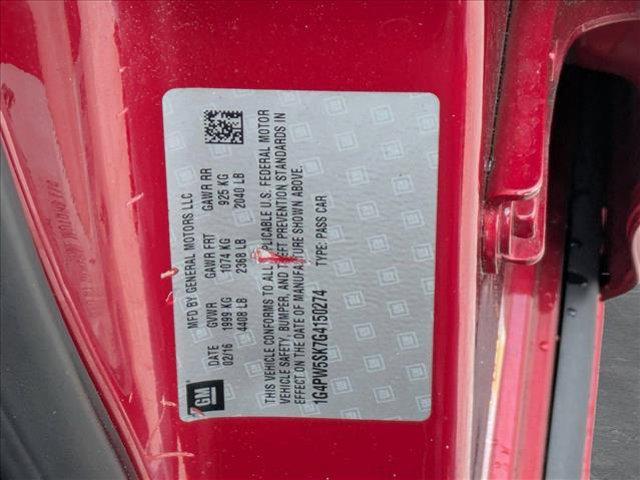 GM
MFD BY GENERAL MOTORS LLC
DATE GVWR GAWR FRT GAWR RR
02/16 1999 KG 1074 KG 925 KG
4408 LB 2368 LB 2040 LB
THIS VEHICLE CONFORMS TO ALL APPLICABLE U.S. FEDERAL MOTOR
VEHICLE SAFETY, BUMPER, AND THEFT PREVENTION STANDARDS IN
EFFECT ON THE DATE OF MANUFACTURE SHOWN ABOVE.
1G4PW5SK7G4150274 TYPE: PASS CAR